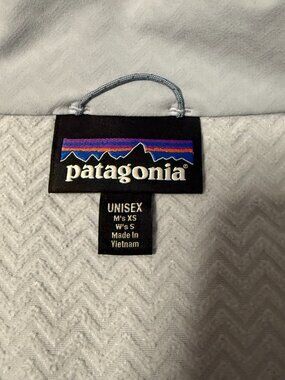 patagonia®
UNISEX
M's XS
W's S
Made in
Vietnam